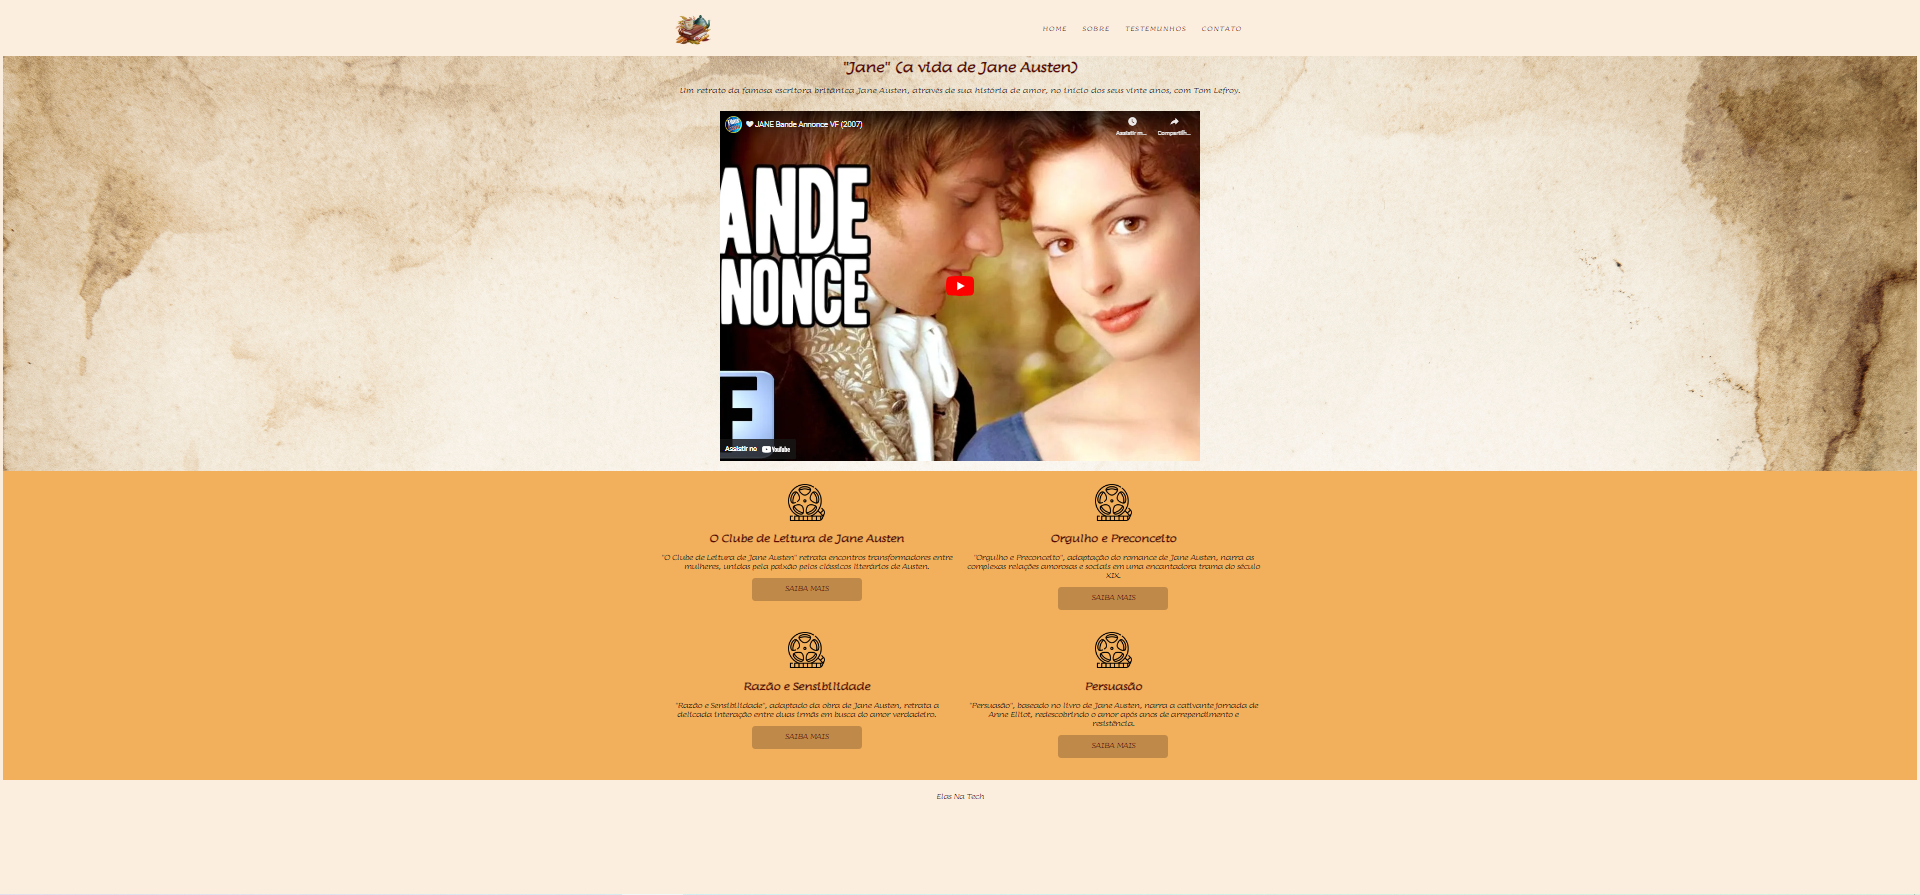 HOME SOBRE TESTEMUNHOS CONTATO
"Jane" (a vida de Jane Austen)
Um retrato da famosa escritora britânica Jane Austen, através de sua história de amor, no início dos seus vinte anos, com Tom Lefroy.
JANE Bande Annonce VF (2007)
Assistir m...
Compartilh...
ANDE
NONCE
F
Assistir no YouTube
O Clube de Leitura de Jane Austen
"O Clube de Leitura de Jane Austen" retrata encontros transformadores entre
mulheres, unidas pela paixão pelos clássicos literários de Austen.
SAIBA MAIS
Orgulho e Preconceito
"Orgulho e Preconceito", adaptação do romance de Jane Austen, narra as
complexas relações amorosas e sociais em uma encantadora trama do século
XIX.
SAIBA MAIS
Razão e Sensibilidade
"Razão e Sensibilidade", adaptado da obra de Jane Austen, retrata a
delicada interação entre duas irmãs em busca do amor verdadeiro.
SAIBA MAIS
Persuasão
"Persuasão", baseado no livro de Jane Austen, narra a cativante jornada de
Anne Elliot, redescobrindo o amor após anos de arrependimento e
resistência.
SAIBA MAIS
Elas Na Tech